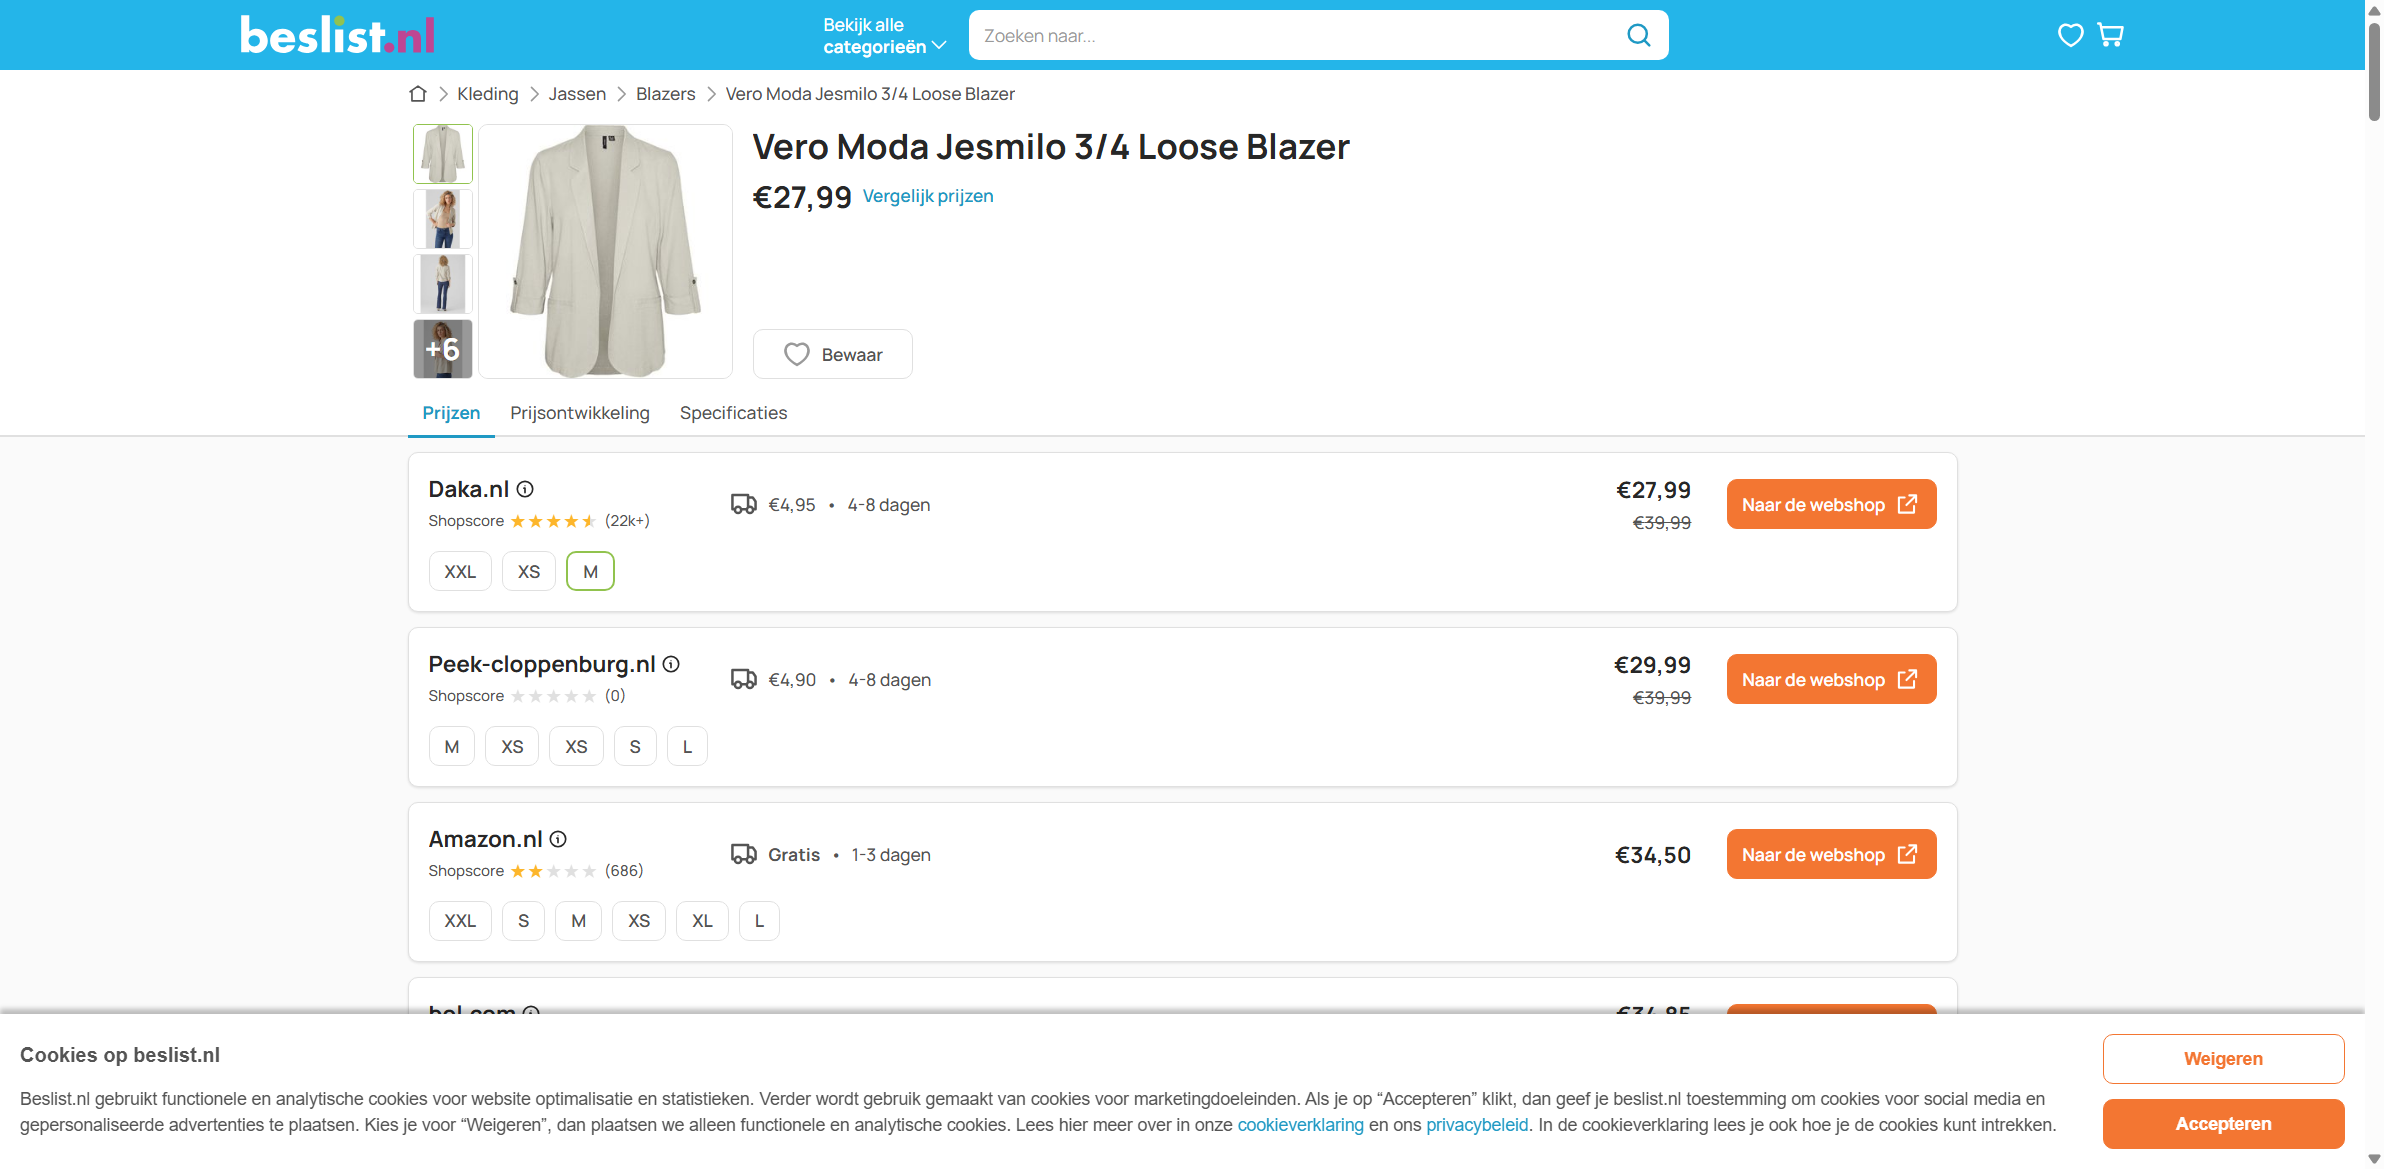 beslist.nl
Bekijk alle
categorieën
Zoeken naar...
Kleding
Jassen
Blazers
Vero Moda Jesmilo 3/4 Loose Blazer
Vero Moda Jesmilo 3/4 Loose Blazer
€27,99 Vergelijk prijzen
+6
Bewaar
Prijzen
Prijsontwikkeling
Specificaties
Daka.nl
Shopscore (22k+)
€4,95 • 4-8 dagen
€27,99
€39,99
Naar de webshop
XXL
XS
M
Peek-cloppenburg.nl
Shopscore (0)
€4,90 • 4-8 dagen
€29,99
€39,99
Naar de webshop
M
XS
XS
S
L
Amazon.nl
Shopscore (686)
Gratis • 1-3 dagen
€34,50
Naar de webshop
XXL
S
M
XS
XL
L
bol.com
€34,85
Cookies op beslist.nl
Beslist.nl gebruikt functionele en analytische cookies voor website optimalisatie en statistieken. Verder wordt gebruik gemaakt van cookies voor marketingdoeleinden. Als je op “Accepteren” klikt, dan geef je beslist.nl toestemming om cookies voor social media en
gepersonaliseerde advertenties te plaatsen. Kies je voor “Weigeren”, dan plaatsen we alleen functionele en analytische cookies. Lees hier meer over in onze cookieverklaring en ons privacybeleid. In de cookieverklaring lees je ook hoe je de cookies kunt intrekken.
Weigeren
Accepteren